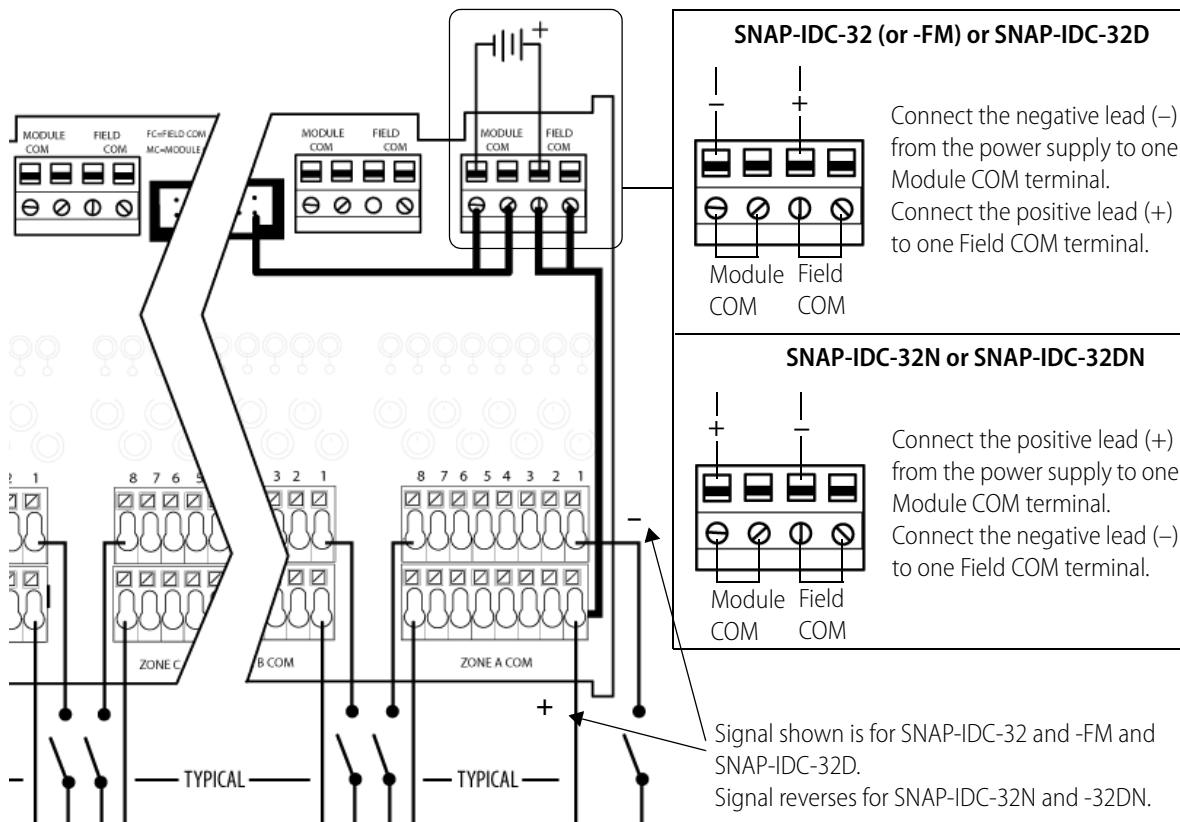 +
MODULE COM
FIELD COM
FC=FIELD COM
MC=MODULE
MODULE COM
FIELD COM
MODULE COM
FIELD COM
1
8 7 6 5
3 2 1
8 7 6 5 4 3 2 1
ZONE C
B COM
ZONE A COM
−
+
TYPICAL
TYPICAL
SNAP-IDC-32 (or -FM) or SNAP-IDC-32D
− +
Connect the negative lead (−)
from the power supply to one
Module COM terminal.
Connect the positive lead (+)
to one Field COM terminal.
Module Field
COM COM
SNAP-IDC-32N or SNAP-IDC-32DN
+ −
Connect the positive lead (+)
from the power supply to one
Module COM terminal.
Connect the negative lead (−)
to one Field COM terminal.
Module Field
COM COM
Signal shown is for SNAP-IDC-32 and -FM and
SNAP-IDC-32D.
Signal reverses for SNAP-IDC-32N and -32DN.